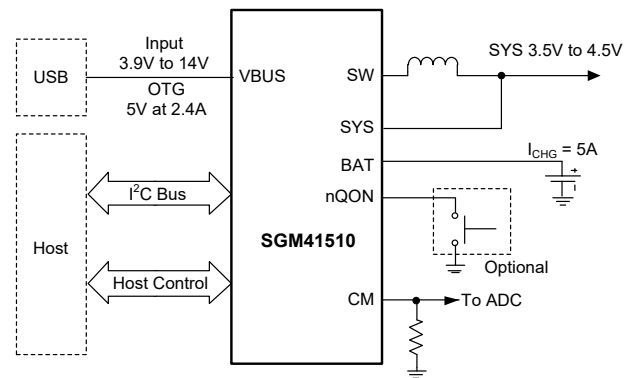 Input
3.9V to 14V
OTG
5V at 2.4A
USB
VBUS
SW
SYS 3.5V to 4.5V
SYS
BAT
I_CHG = 5A
+
nQON
I²C Bus
SGM41510
Host
Optional
Host Control
CM
To ADC